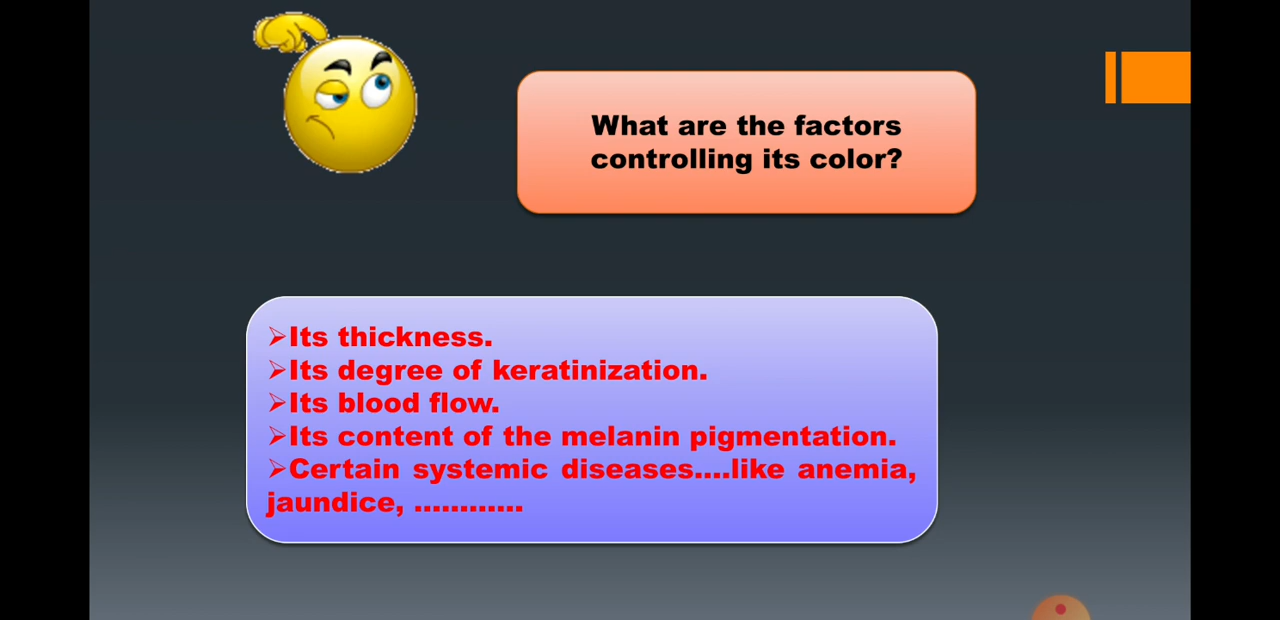 What are the factors
controlling its color?
➢Its thickness.
➢Its degree of keratinization.
➢Its blood flow.
➢Its content of the melanin pigmentation.
➢Certain systemic diseases....like anemia,
jaundice, ............